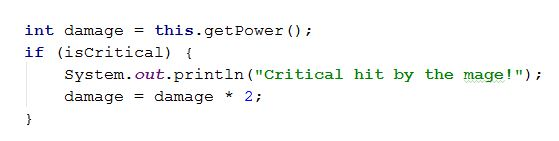 int damage = this.getPower();
if (isCritical) {
    System.out.println("Critical hit by the mage!");
    damage = damage * 2;
}